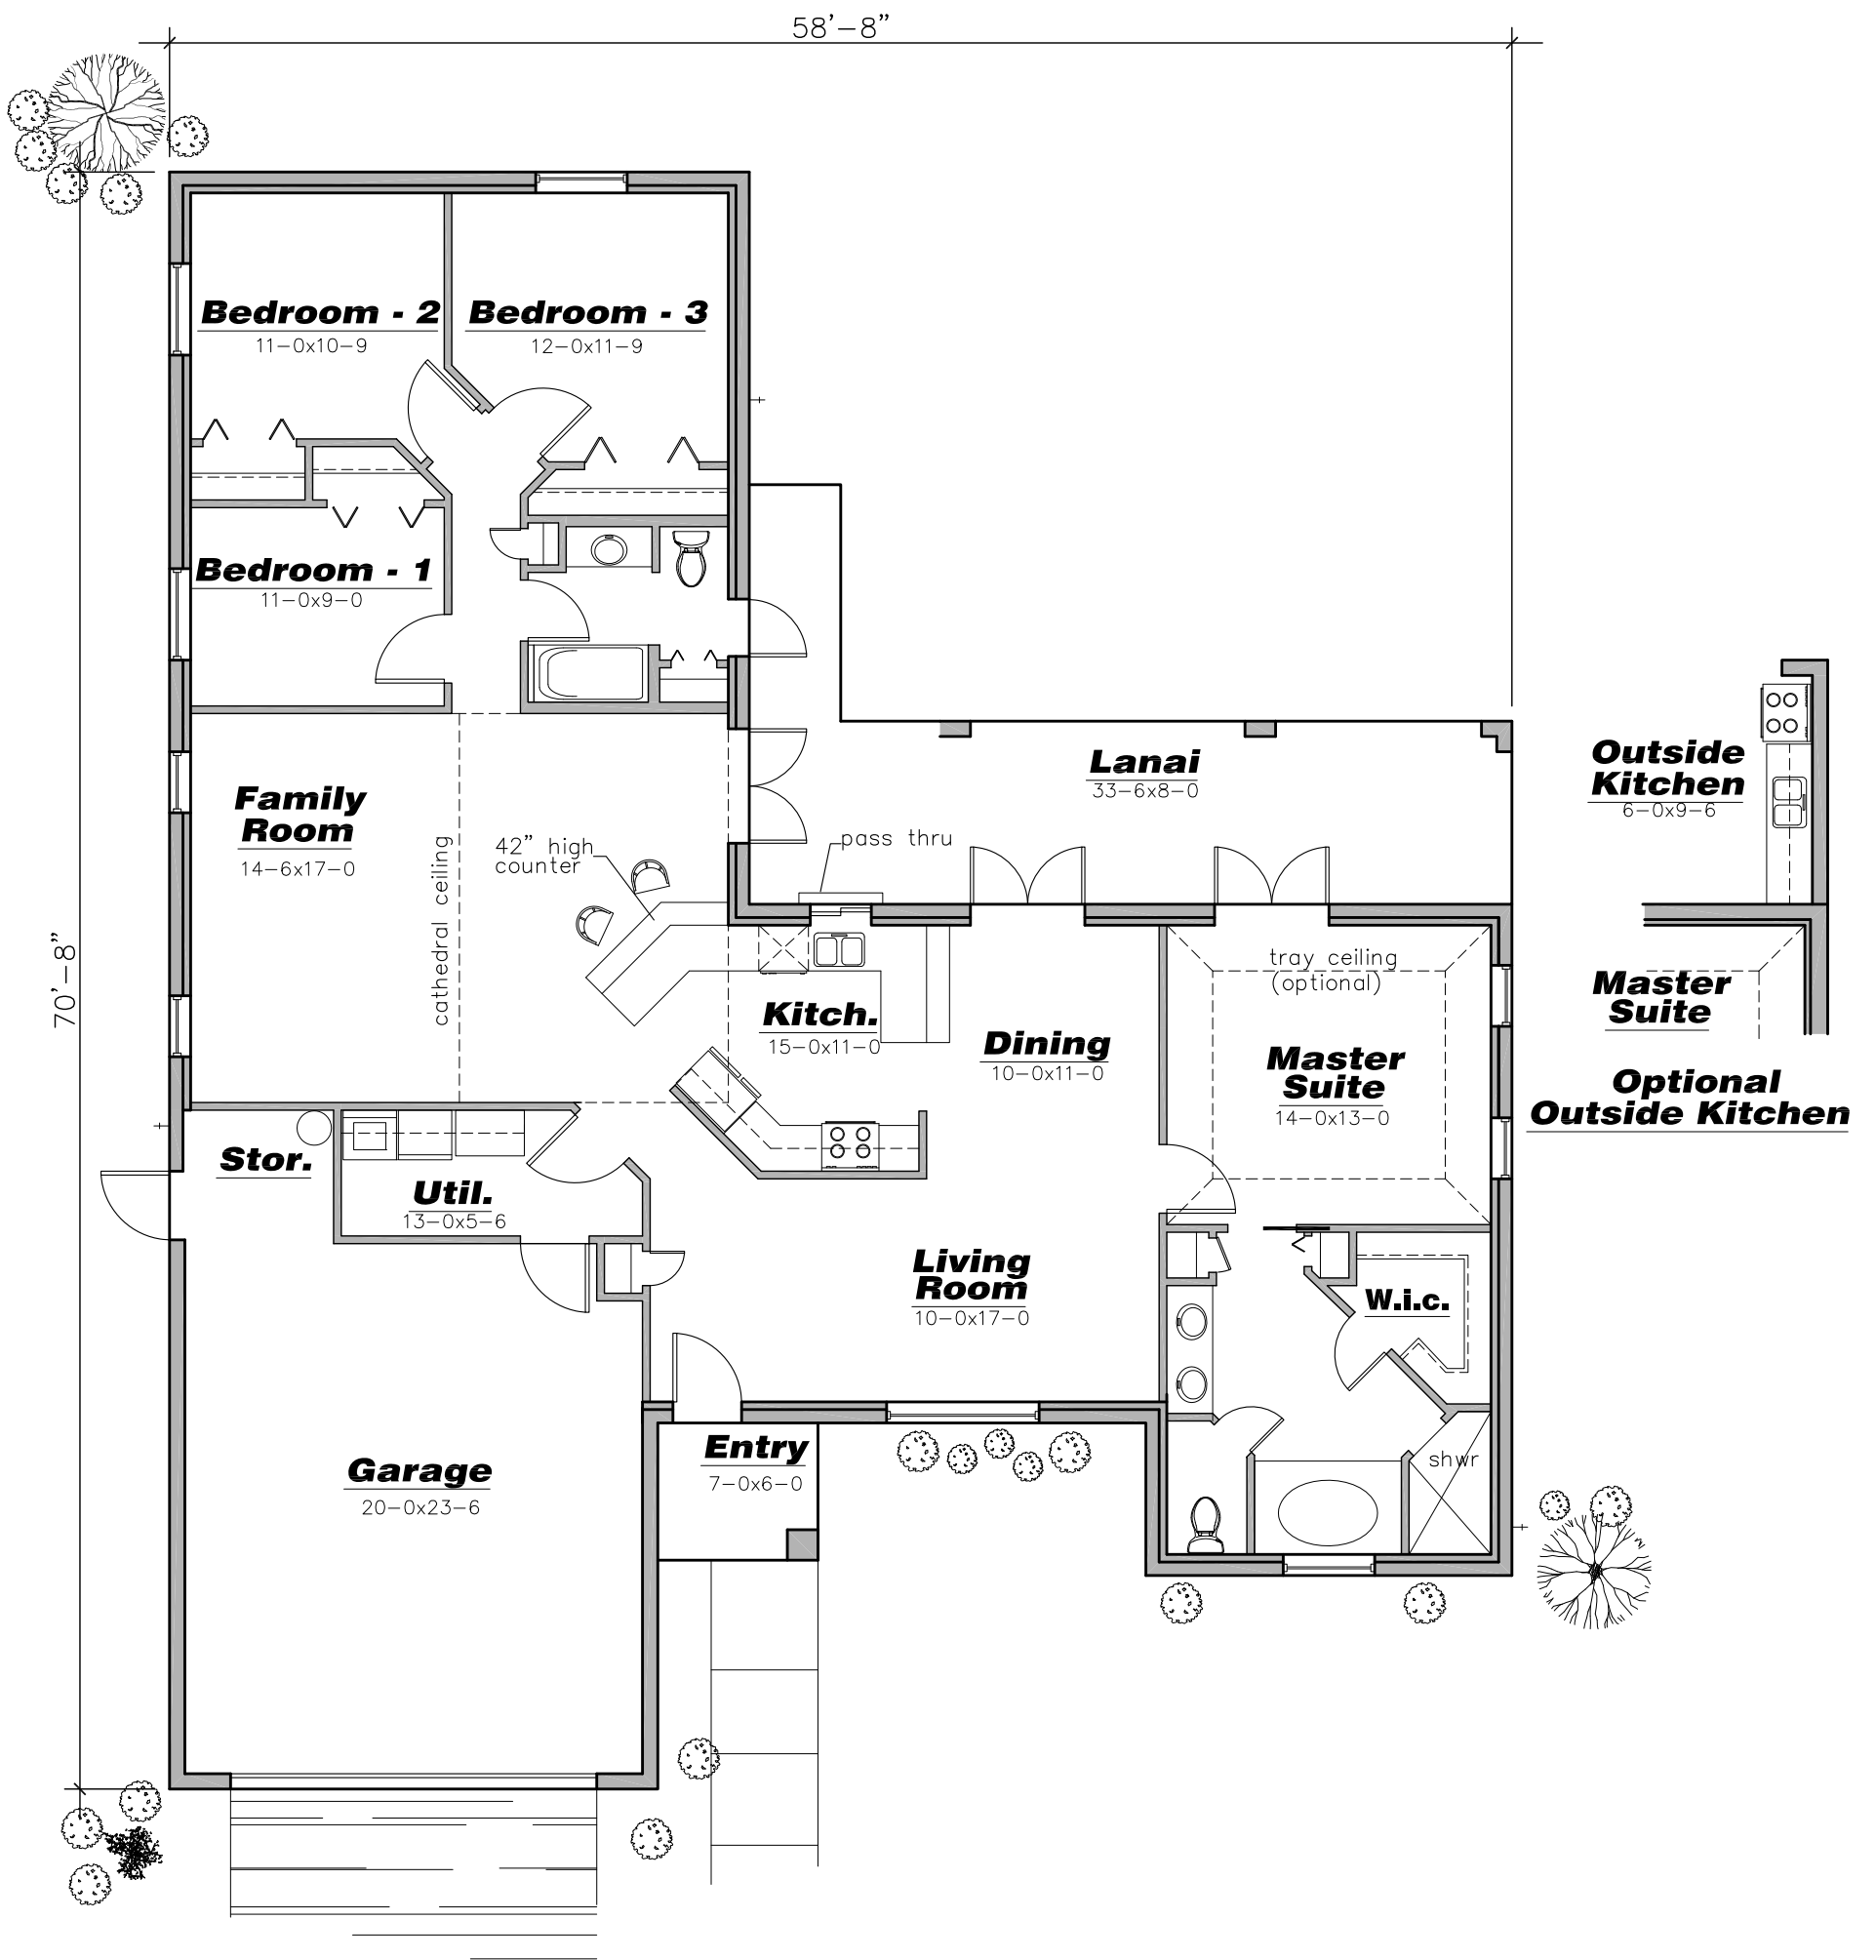 58'-8"
Bedroom - 2
11-0x10-9
Bedroom - 3
12-0x11-9
Bedroom - 1
11-0x9-0
Family
Room
14-6x17-0
cathedral ceiling
42" high
counter
Lanai
33-6x8-0
pass thru
Outside
Kitchen
6-0x9-6
70'-8"
Kitch.
15-0x11-0
Dining
10-0x11-0
tray ceiling
(optional)
Master
Suite
14-0x13-0
Master
Suite
Optional
Outside Kitchen
Stor.
Util.
13-0x5-6
Living
Room
10-0x17-0
W.i.c.
Entry
7-0x6-0
Garage
20-0x23-6
shwr